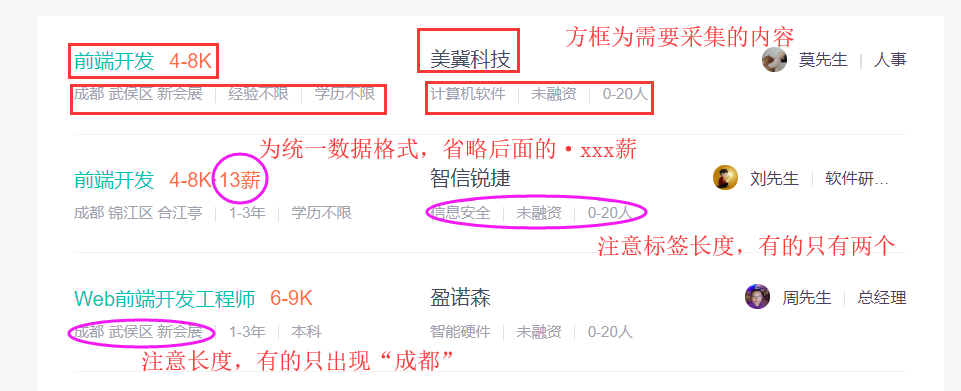 方框为需要采集的内容
前端开发 4-8K 美冀科技 莫先生 | 人事
成都 武侯区 新会展 | 经验不限 | 学历不限 计算机软件 | 未融资 | 0-20人
为统一数据格式，省略后面的·xxx薪
前端开发 4-8K·13薪 智信锐捷 刘先生 | 软件研...
成都 锦江区 合江亭 | 1-3年 | 学历不限 信息安全 | 未融资 | 0-20人
注意标签长度，有的只有两个
Web前端开发工程师 6-9K 盈诺森 周先生 | 总经理
成都 武侯区 新会展 | 1-3年 | 本科 智能硬件 | 未融资 | 0-20人
注意长度，有的只出现“成都”